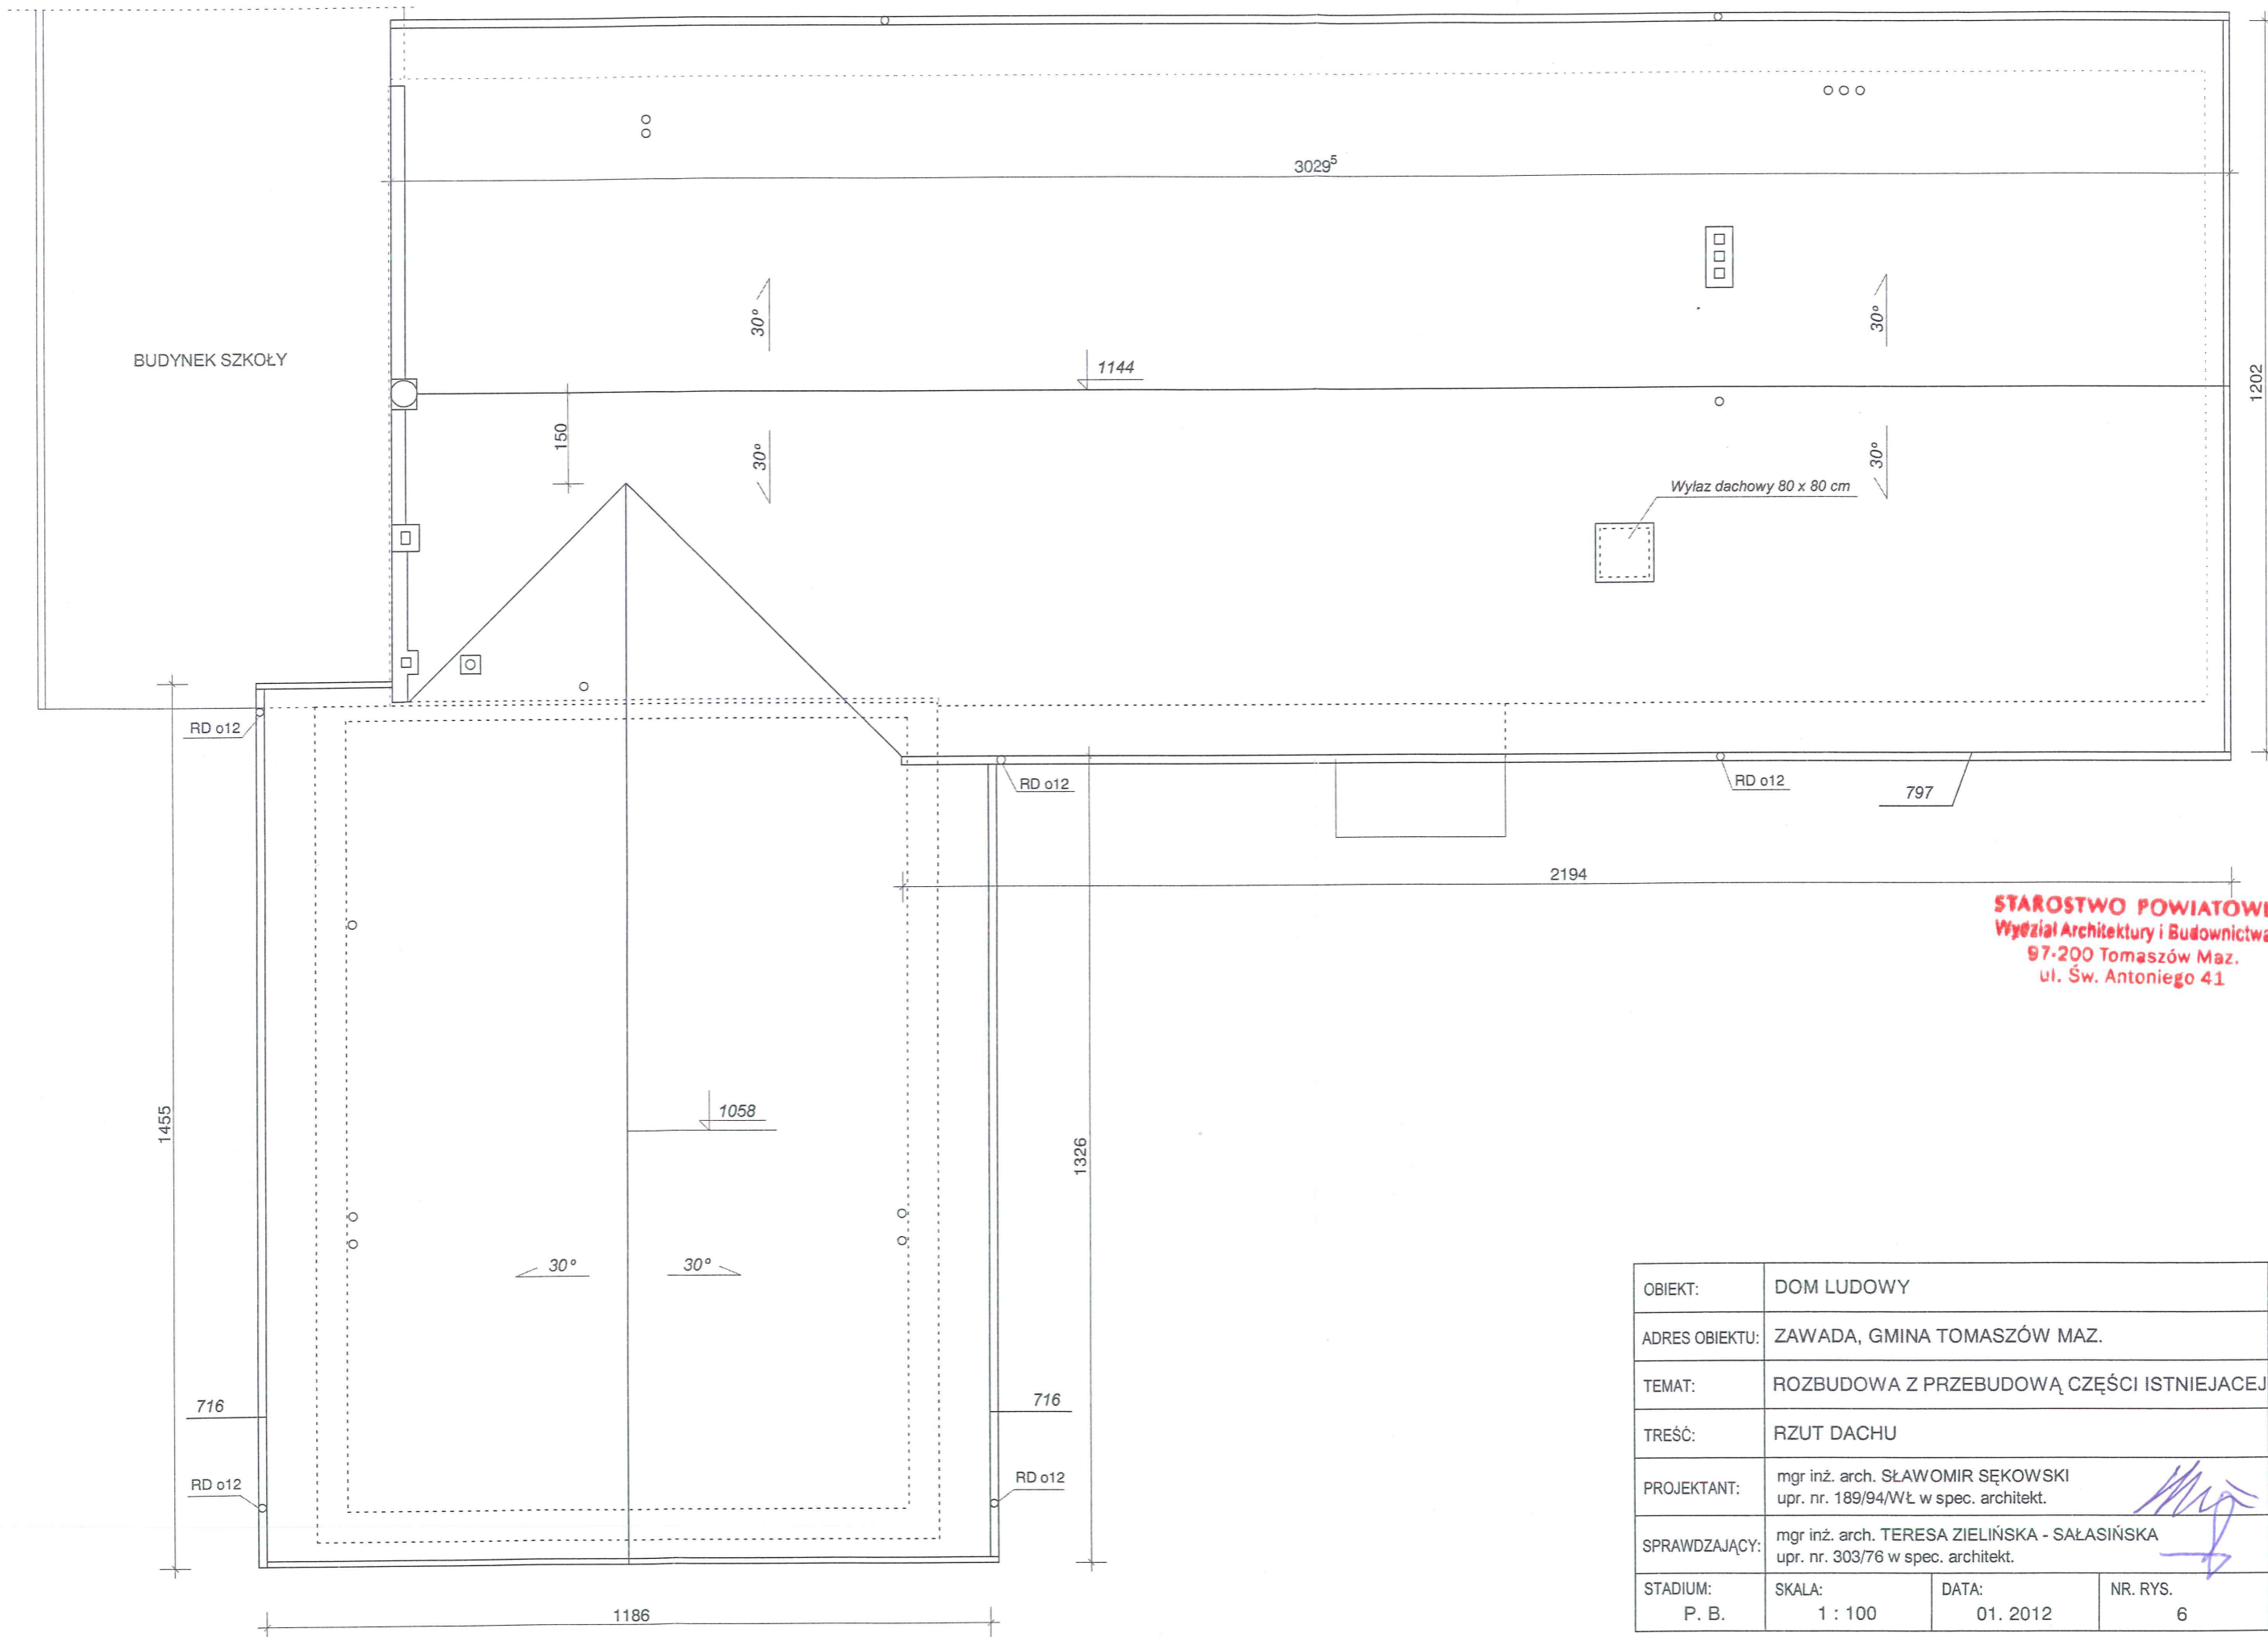 3029⁵
BUDYNEK SZKOŁY
30°
30°
1144
1202
150
30°
30°
Wyłaz dachowy 80 x 80 cm
RD o12
RD o12
RD o12
797
2194
STAROSTWO POWIATOWE
Wydział Architektury i Budownictwa
97-200 Tomaszów Maz.
ul. Św. Antoniego 41
1455
1058
1326
30°
30°
716
716
RD o12
RD o12
1186
OBIEKT: DOM LUDOWY
ADRES OBIEKTU: ZAWADA, GMINA TOMASZÓW MAZ.
TEMAT: ROZBUDOWA Z PRZEBUDOWĄ CZĘŚCI ISTNIEJACEJ
TREŚĆ: RZUT DACHU
PROJEKTANT: mgr inż. arch. SŁAWOMIR SĘKOWSKI
upr. nr. 189/94/WŁ w spec. architekt.
SPRAWDZAJĄCY: mgr inż. arch. TERESA ZIELIŃSKA - SAŁASIŃSKA
upr. nr. 303/76 w spec. architekt.
STADIUM: SKALA: DATA: NR. RYS.
P. B. 1 : 100 01. 2012 6